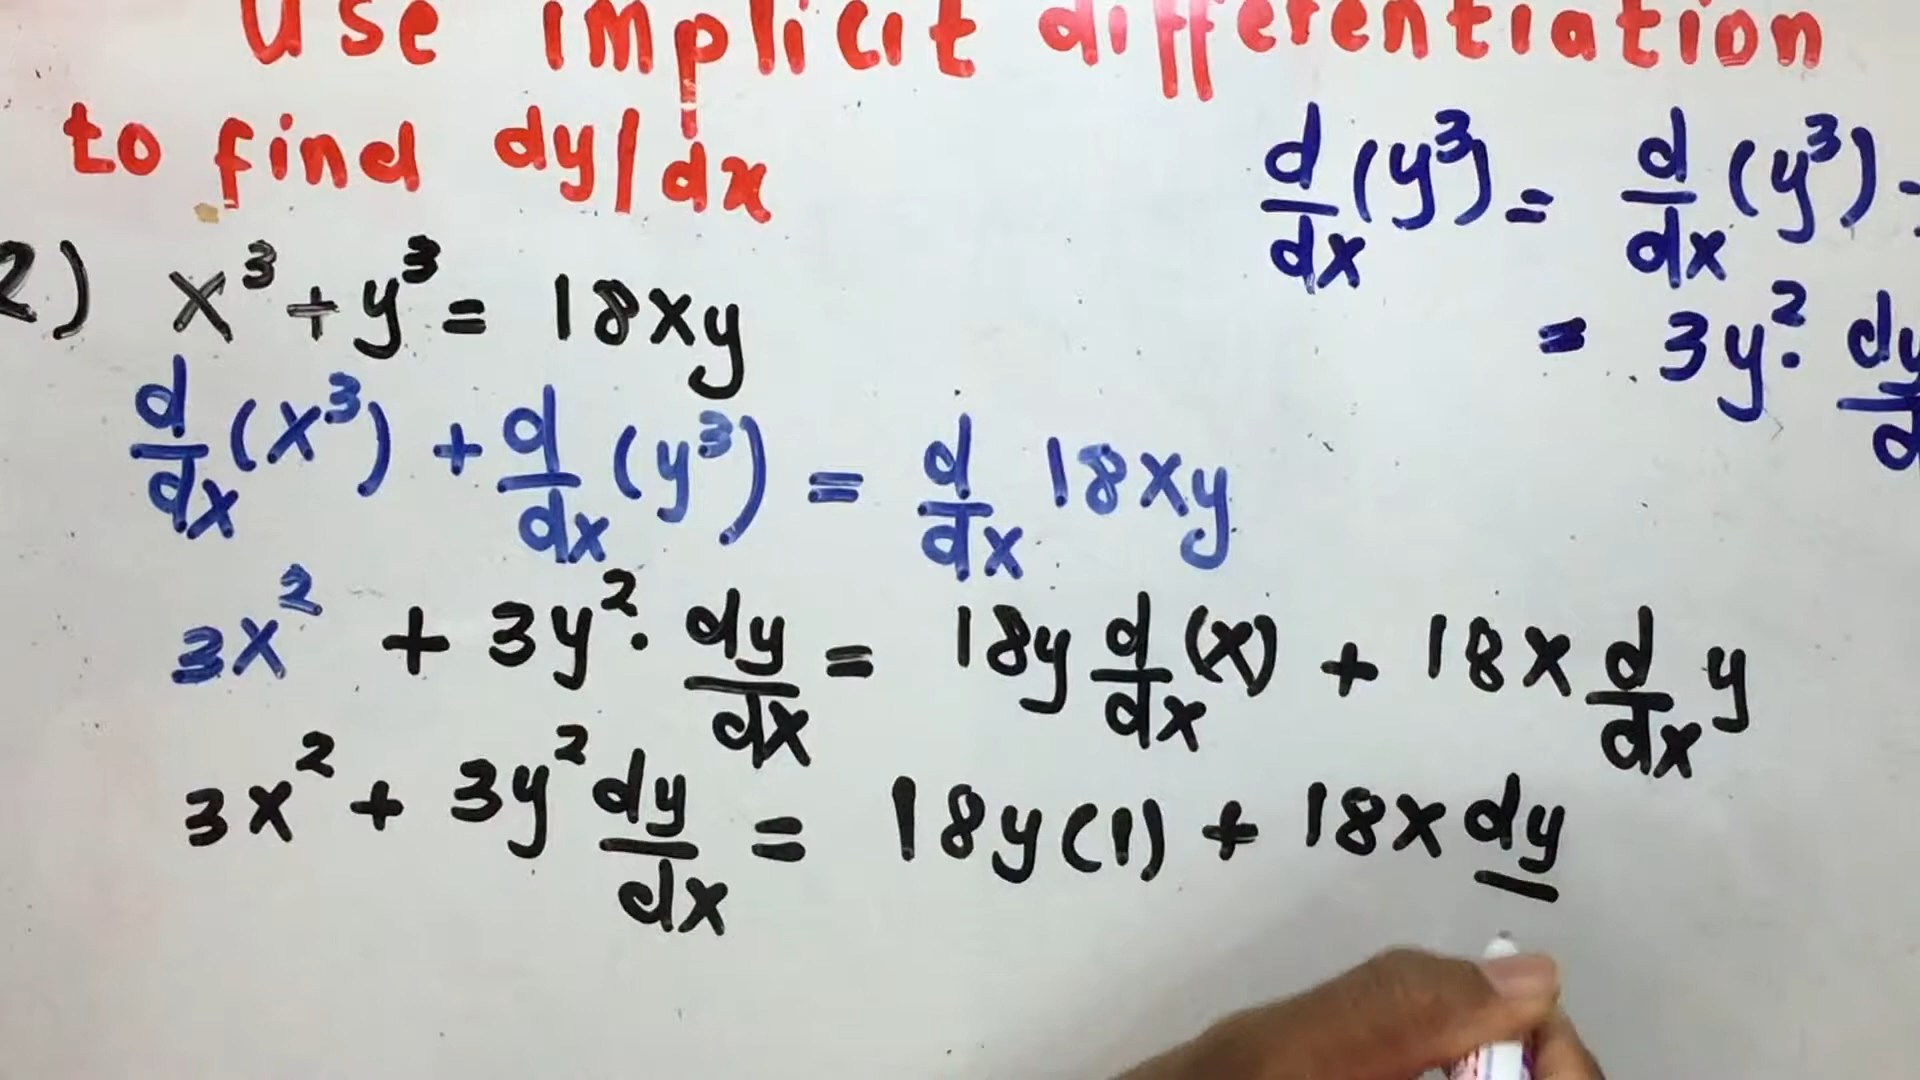 Use implicit differentiation
to find dy/dx
d/dx (y³) = d/dx (y³)
= 3y² · dy/d
2) x³ + y³ = 18xy
d/dx (x³) + d/dx (y³) = d/dx 18xy
3x² + 3y² · dy/dx = 18y d/dx (x) + 18x d/dx y
3x² + 3y² dy/dx = 18y(1) + 18x dy